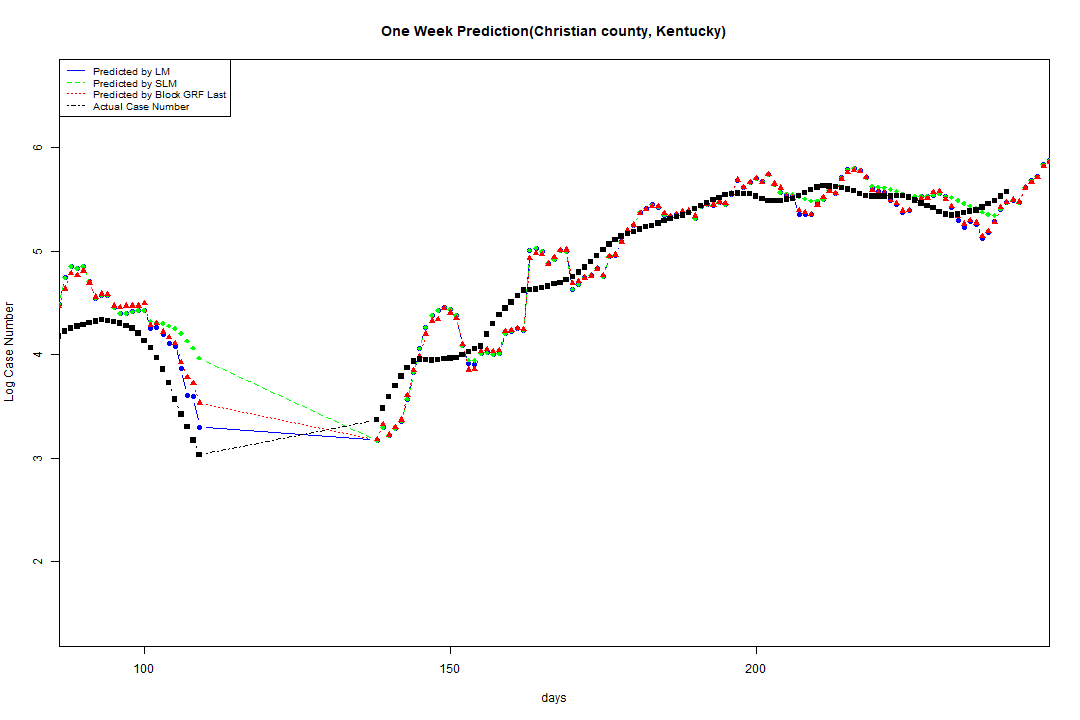 One Week Prediction(Christian county, Kentucky)
Predicted by LM
Predicted by SLM
Predicted by Block GRF Last
Actual Case Number
6
5
4
3
2
Log Case Number
100
150
200
days